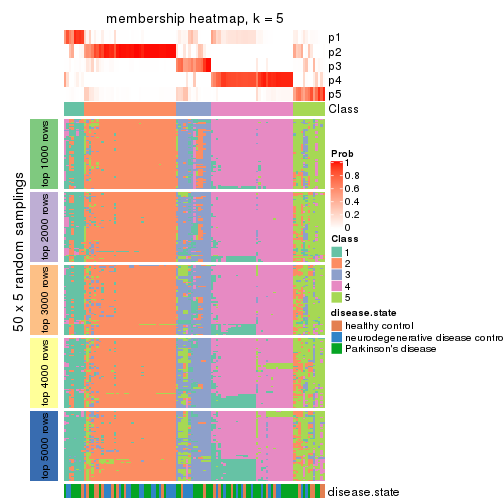 membership heatmap, k = 5
p1
p2
p3
p4
p5
Class
50 x 5 random samplings
top 1000 rows
top 2000 rows
top 3000 rows
top 4000 rows
top 5000 rows
disease.state
Prob
1
0.8
0.6
0.4
0.2
0
Class
1
2
3
4
5
disease.state
healthy control
neurodegenerative disease contro
Parkinson's disease